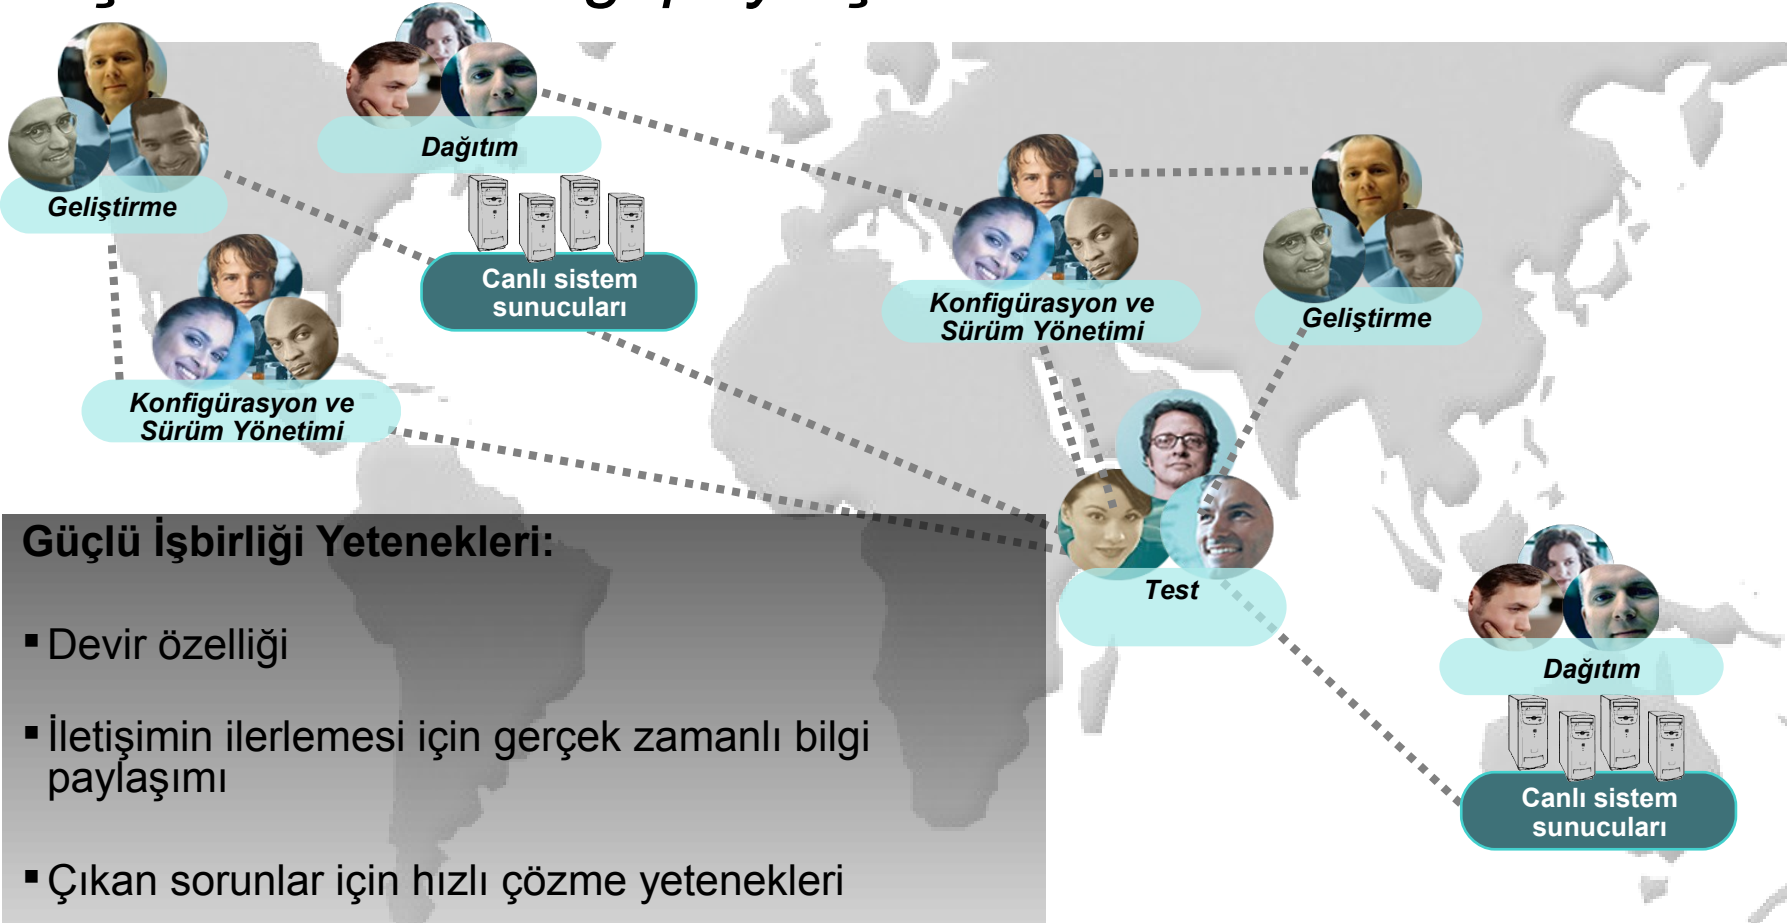 Dağıtım
Geliştirme
Canlı sistem
sunucuları
Konfigürasyon ve
Sürüm Yönetimi
Geliştirme
Konfigürasyon ve
Sürüm Yönetimi
Test
Dağıtım
Canlı sistem
sunucuları
Güçlü İşbirliği Yetenekleri:
▪ Devir özelliği
▪ İletişimin ilerlemesi için gerçek zamanlı bilgi
paylaşımı
▪ Çıkan sorunlar için hızlı çözme yetenekleri